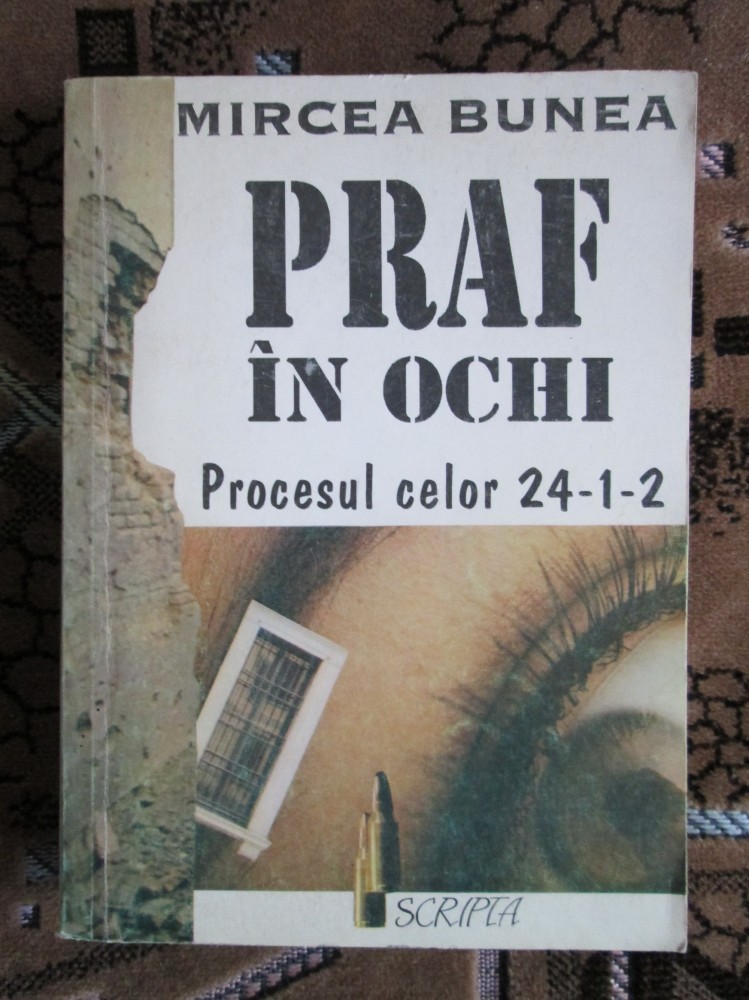 MIRCEA BUNEA
PRAF
ÎN OCHI
Procesul celor 24-1-2
SCRIPTA